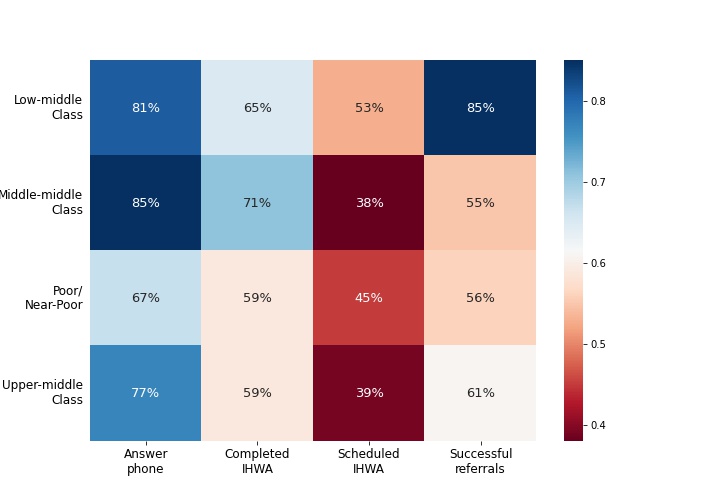 Low-middle
Class
81% 65% 53% 85%
0.8
Middle-middle
Class
85% 71% 38% 55%
0.7
0.6
Poor/
Near-Poor
67% 59% 45% 56%
0.5
Upper-middle
Class
77% 59% 39% 61%
0.4
Answer
phone
Completed
IHWA
Scheduled
IHWA
Successful
referrals